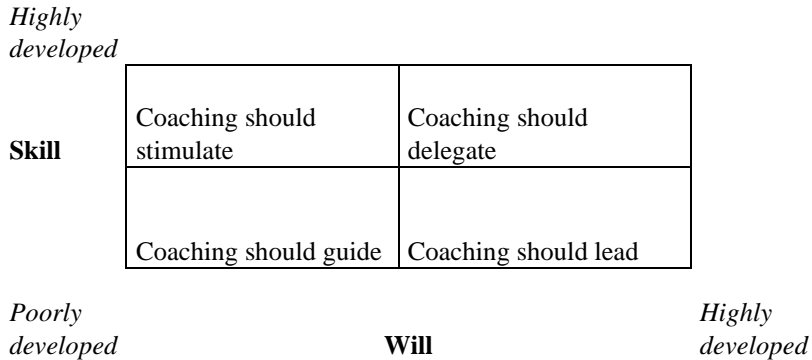 Highly
developed
Coaching should
stimulate
Coaching should
delegate
Skill
Coaching should guide
Coaching should lead
Poorly
developed
Will
Highly
developed